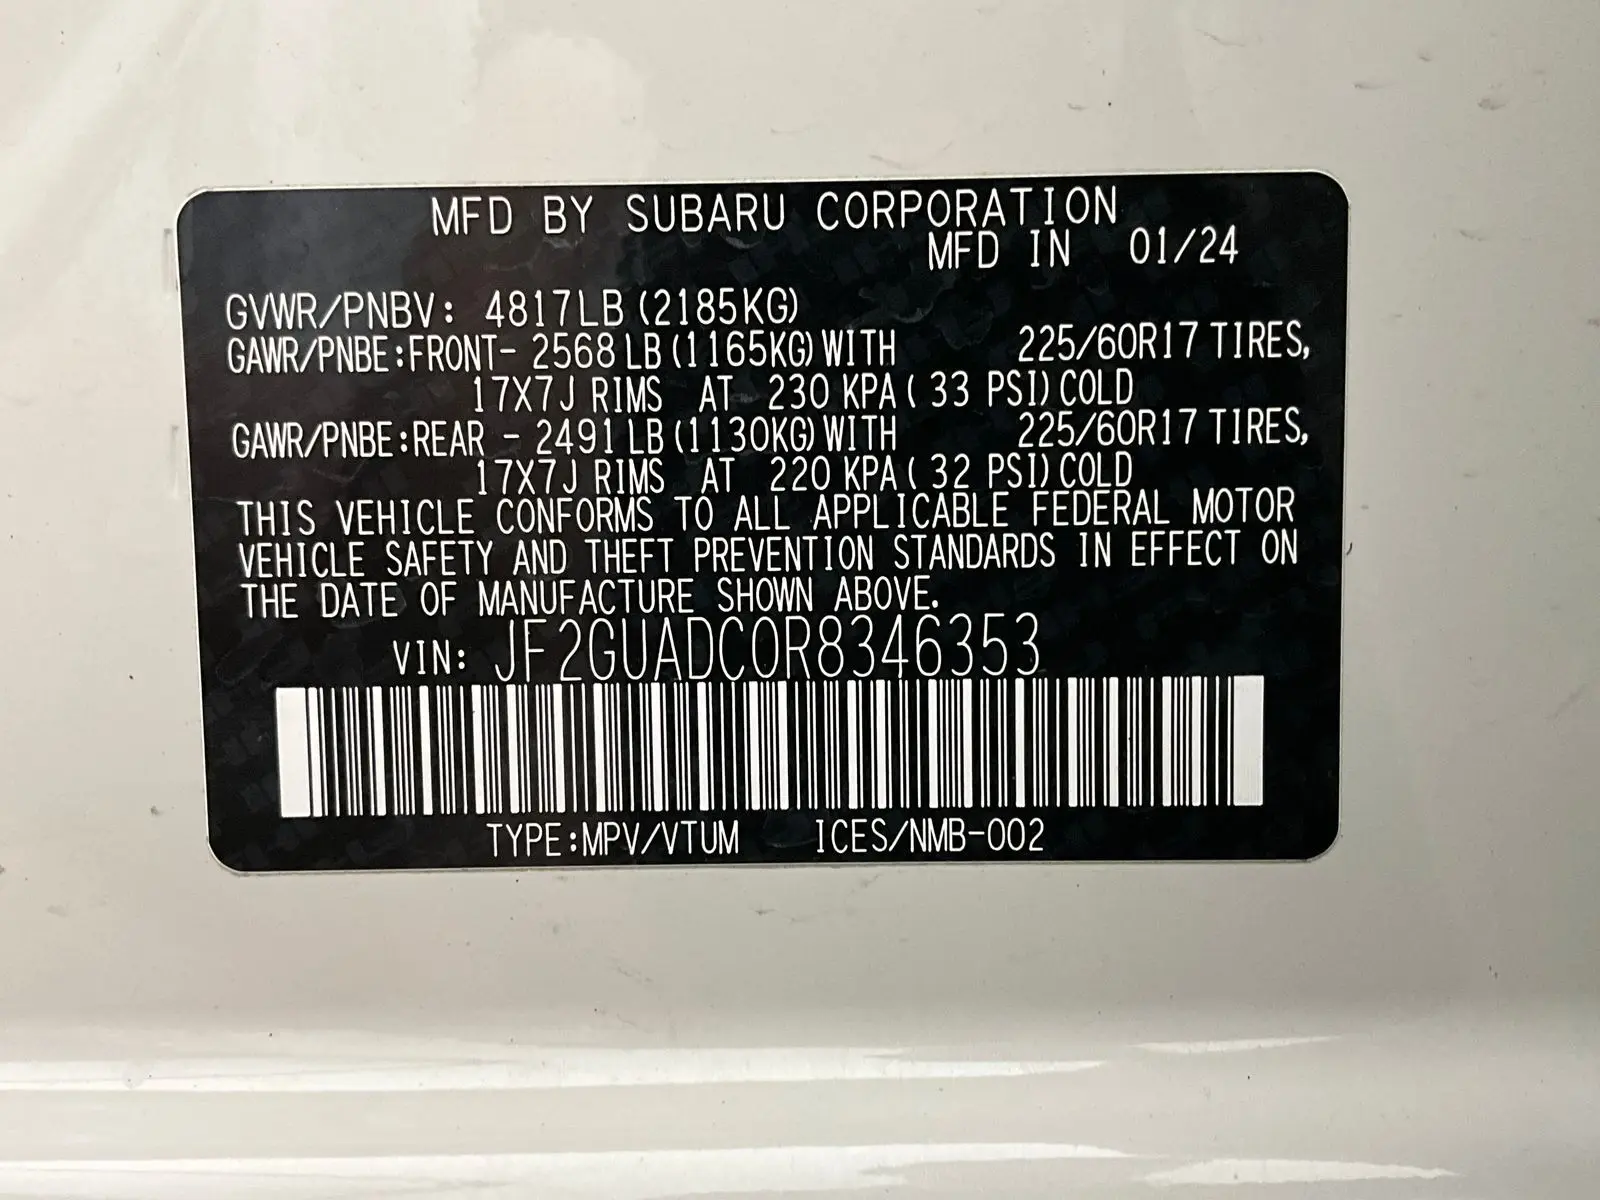 MFD BY SUBARU CORPORATION
MFD IN 01/24
GVWR/PNBV: 4817LB (2185KG)
GAWR/PNBE:FRONT- 2568 LB (1165KG) WITH 225/60R17 TIRES,
17X7J RIMS AT 230 KPA ( 33 PSI) COLD
GAWR/PNBE:REAR - 2491 LB (1130KG) WITH 225/60R17 TIRES,
17X7J RIMS AT 220 KPA ( 32 PSI) COLD
THIS VEHICLE CONFORMS TO ALL APPLICABLE FEDERAL MOTOR
VEHICLE SAFETY AND THEFT PREVENTION STANDARDS IN EFFECT ON
THE DATE OF MANUFACTURE SHOWN ABOVE.
VIN: JF2GUADC0R8346353
TYPE:MPV/VTUM ICES/NMB-002